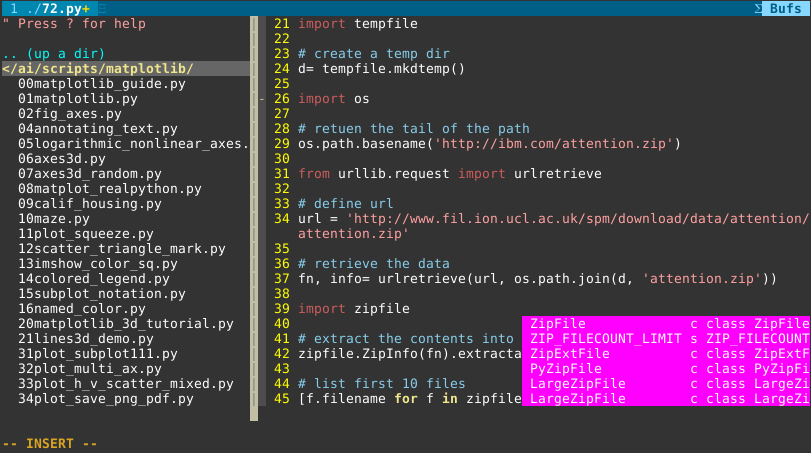 1 ./72.py+ Bufs
" Press ? for help
.. (up a dir)
</ai/scripts/matplotlib/
00matplotlib_guide.py
01matplotlib.py
02fig_axes.py
04annotating_text.py
05logarithmic_nonlinear_axes.
06axes3d.py
07axes3d_random.py
08matplot_realpython.py
09calif_housing.py
10maze.py
11plot_squeeze.py
12scatter_triangle_mark.py
13imshow_color_sq.py
14colored_legend.py
15subplot_notation.py
16named_color.py
20matplotlib_3d_tutorial.py
21lines3d_demo.py
31plot_subplot111.py
32plot_multi_ax.py
33plot_h_v_scatter_mixed.py
34plot_save_png_pdf.py
21 import tempfile
22
23 # create a temp dir
24 d= tempfile.mkdtemp()
25
- 26 import os
27
28 # retuen the tail of the path
29 os.path.basename('http://ibm.com/attention.zip')
30
31 from urllib.request import urlretrieve
32
33 # define url
34 url = 'http://www.fil.ion.ucl.ac.uk/spm/download/data/attention/
attention.zip'
35
36 # retrieve the data
37 fn, info= urlretrieve(url, os.path.join(d, 'attention.zip'))
38
39 import zipfile
40
41 # extract the contents into
42 zipfile.ZipInfo(fn).extracta
43
44 # list first 10 files
45 [f.filename for f in zipfile
ZipFile c class ZipFile
ZIP_FILECOUNT_LIMIT s ZIP_FILECOUNT
ZipExtFile c class ZipExtF
PyZipFile c class PyZipFi
LargeZipFile c class LargeZi
LargeZipFile c class LargeZi
-- INSERT --